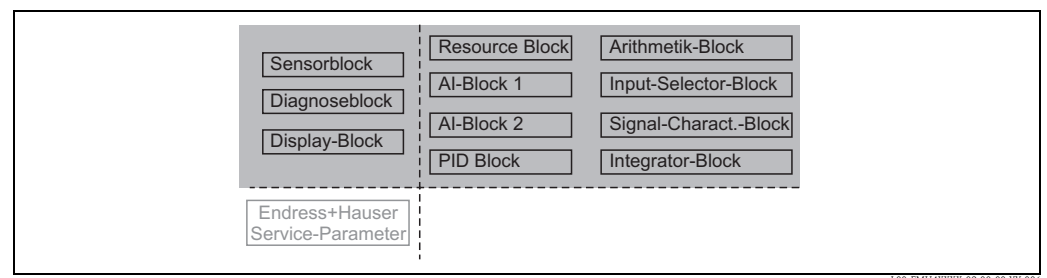 Sensorblock
Diagnoseblock
Display-Block
Resource Block
AI-Block 1
AI-Block 2
PID Block
Arithmetik-Block
Input-Selector-Block
Signal-Charact.-Block
Integrator-Block
Endress+Hauser
Service-Parameter